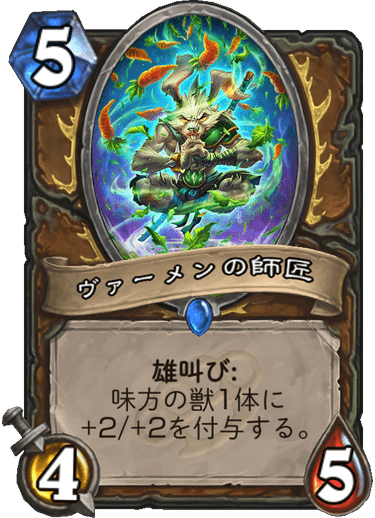 5
ヴァーメンの師匠
雄叫び:
味方の獣1体に
+2/+2を付与する。
4
5